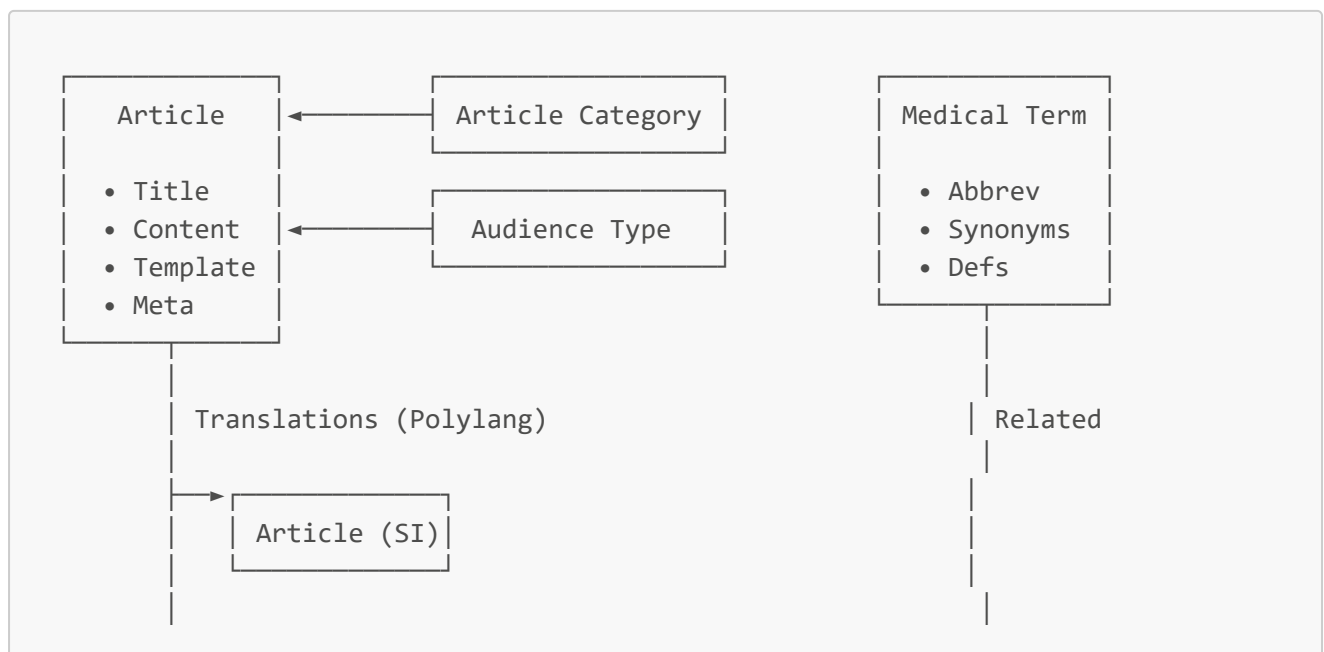 Article Article Category Medical Term
• Title • Abbrev
• Content Audience Type • Synonyms
• Template • Defs
• Meta
Translations (Polylang) Related
Article (SI)